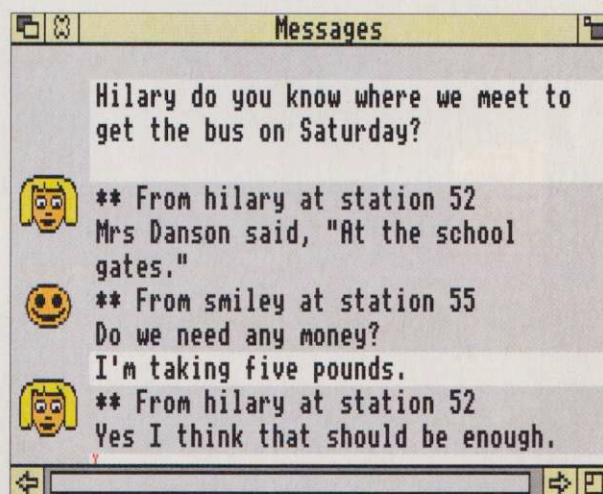 Messages
Hilary do you know where we meet to
get the bus on Saturday?
** From hilary at station 52
Mrs Danson said, "At the school
gates."
** From smiley at station 55
Do we need any money?
I'm taking five pounds.
** From hilary at station 52
Yes I think that should be enough.